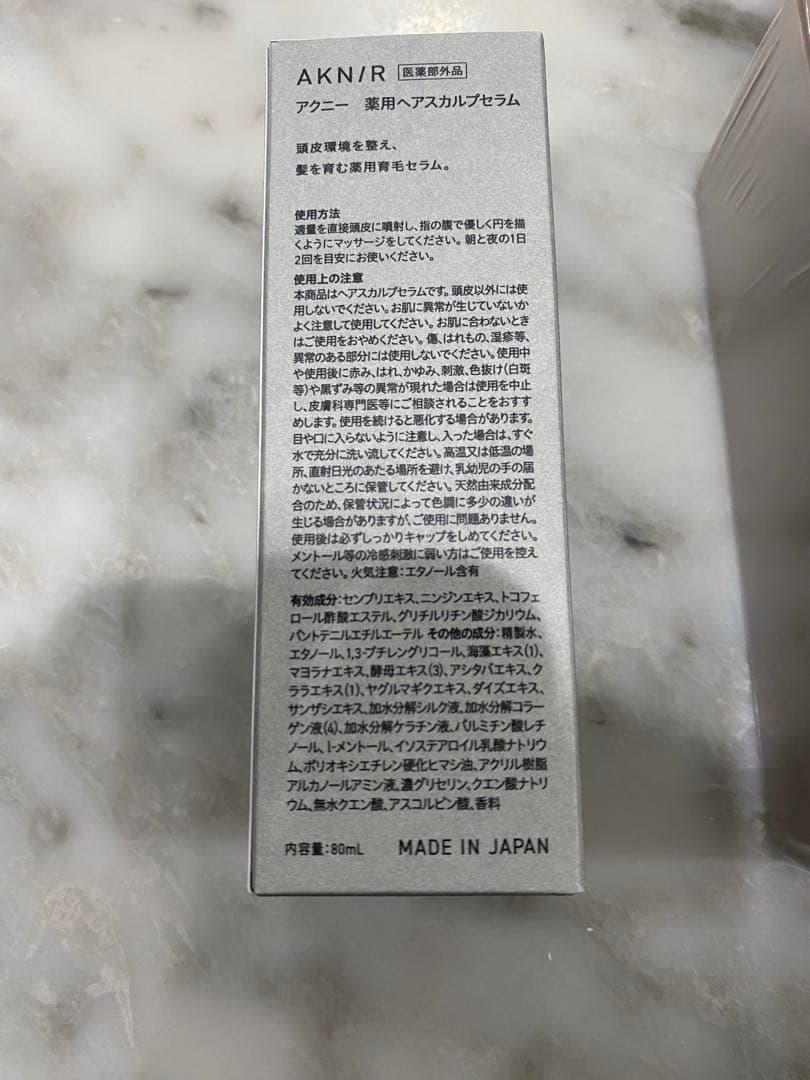 AKN/R 医薬部外品
アクニー 薬用ヘアスカルプセラム
頭皮環境を整え、
髪を育む薬用育毛セラム。
使用方法
適量を直接頭皮に噴射し、指の腹で優しく円を描
くようにマッサージをしてください。朝と夜の1日
2回を目安にお使いください。
使用上の注意
本商品はヘアスカルプセラムです。頭皮以外には使
用しないでください。お肌に異常が生じていないか
よく注意して使用してください。お肌に合わないとき
はご使用をおやめください。傷、はれもの、湿疹等、
異常のある部分には使用しないでください。使用中
や使用後に赤み、はれ、かゆみ、刺激、色抜け(白斑
等)や黒ずみ等の異常が現れた場合は使用を中止
し、皮膚科専門医等にご相談されることをおすす
めします。使用を続けると悪化する場合があります。
目や口に入らないように注意し、入った場合は、すぐ
水で充分に洗い流してください。高温又は低温の場
所、直射日光のあたる場所を避け、乳幼児の手の届
かないところに保管してください。天然由来成分配
合のため、保管状況によって色調に多少の違いが
生じる場合がありますが、ご使用に問題ありません。
使用後は必ずしっかりキャップをしめてください。
メントール等の冷感刺激に弱い方はご使用を控え
てください。火気注意:エタノール含有
有効成分:センブリエキス、ニンジンエキス、トコフェ
ロール酢酸エステル、グリチルリチン酸ジカリウム、
パントテニルエチルエーテル その他の成分:精製水、
エタノール、1,3-ブチレングリコール、海藻エキス(1)、
マヨラナエキス、酵母エキス(3)、アシタバエキス、ク
ララエキス(1)、ヤグルマギクエキス、ダイズエキス、
サンザシエキス、加水分解シルク液、加水分解コラー
ゲン液(4)、加水分解ケラチン液、パルミチン酸レチ
ノール、l-メントール、イソステアロイル乳酸ナトリウ
ム、ポリオキシエチレン硬化ヒマシ油、アクリル樹脂
アルカノールアミン液、濃グリセリン、クエン酸ナトリ
ウム、無水クエン酸、アスコルビン酸、香料
内容量:80mL MADE IN JAPAN